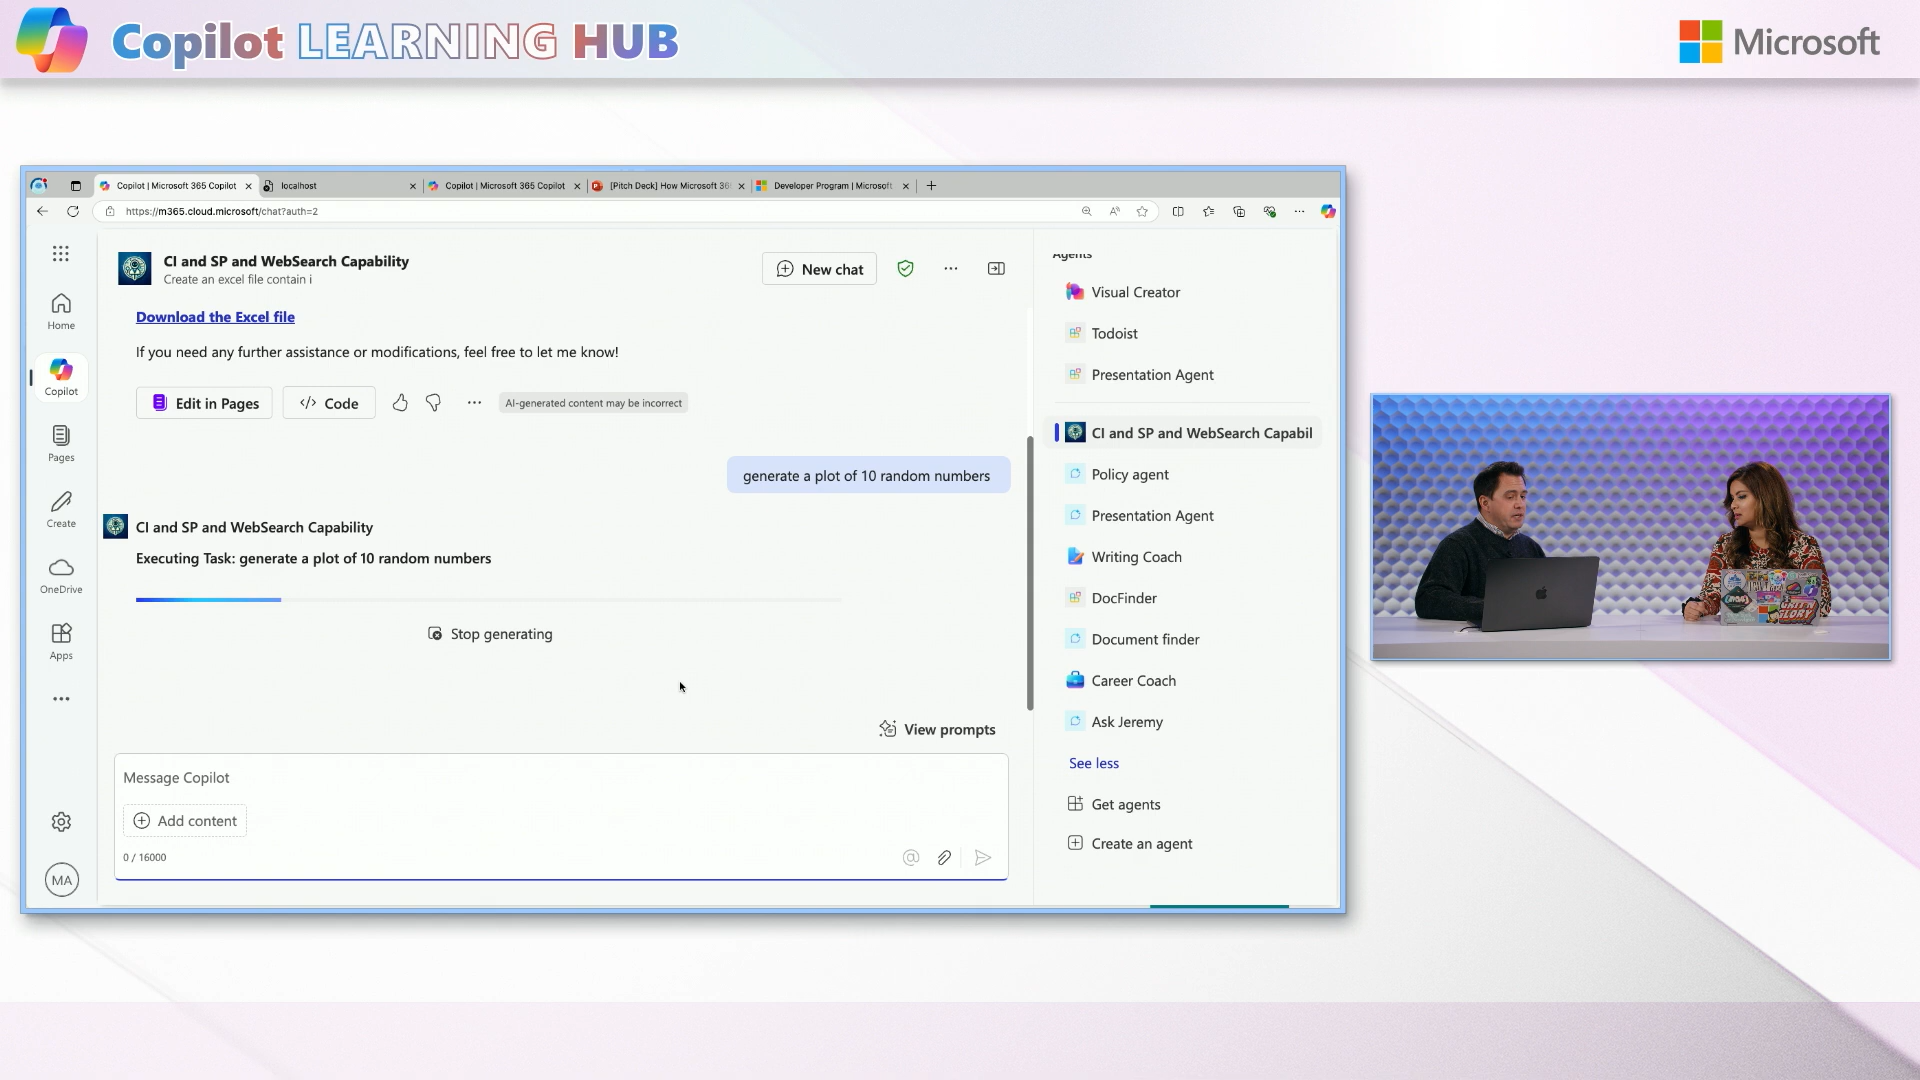 Copilot LEARNING HUB
Microsoft
Copilot | Microsoft 365 Copilot
localhost
Copilot | Microsoft 365 Copilot
[Pitch Deck] How Microsoft 36
Developer Program | Microsoft
https://m365.cloud.microsoft/chat?auth=2
CI and SP and WebSearch Capability
Create an excel file contain i
New chat
Home
Copilot
Pages
Create
OneDrive
Apps
MA
Download the Excel file
If you need any further assistance or modifications, feel free to let me know!
Edit in Pages
</> Code
AI-generated content may be incorrect
generate a plot of 10 random numbers
CI and SP and WebSearch Capability
Executing Task: generate a plot of 10 random numbers
Stop generating
View prompts
Message Copilot
Add content
0 / 16000
Agents
Visual Creator
Todoist
Presentation Agent
CI and SP and WebSearch Capabil
Policy agent
Presentation Agent
Writing Coach
DocFinder
Document finder
Career Coach
Ask Jeremy
See less
Get agents
Create an agent